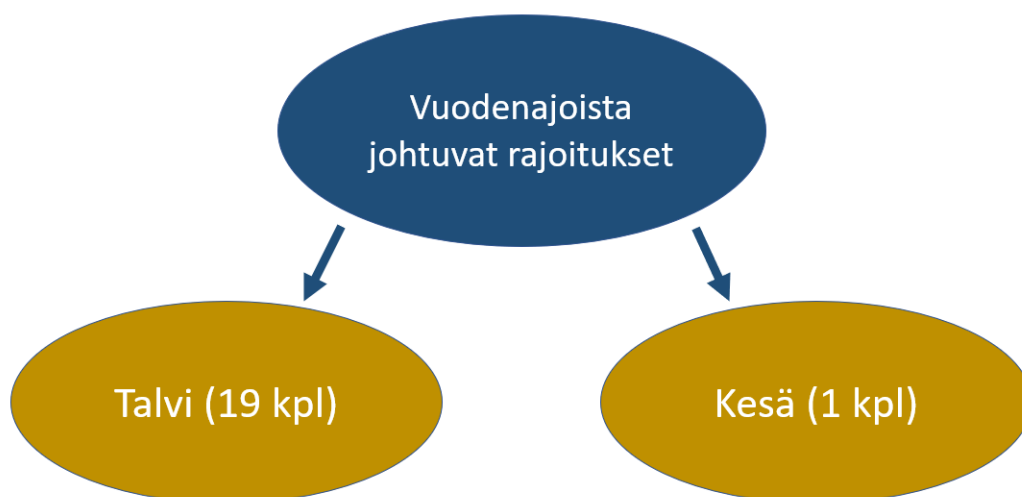 Vuodenajoista
johtuvat rajoitukset
Talvi (19 kpl)
Kesä (1 kpl)